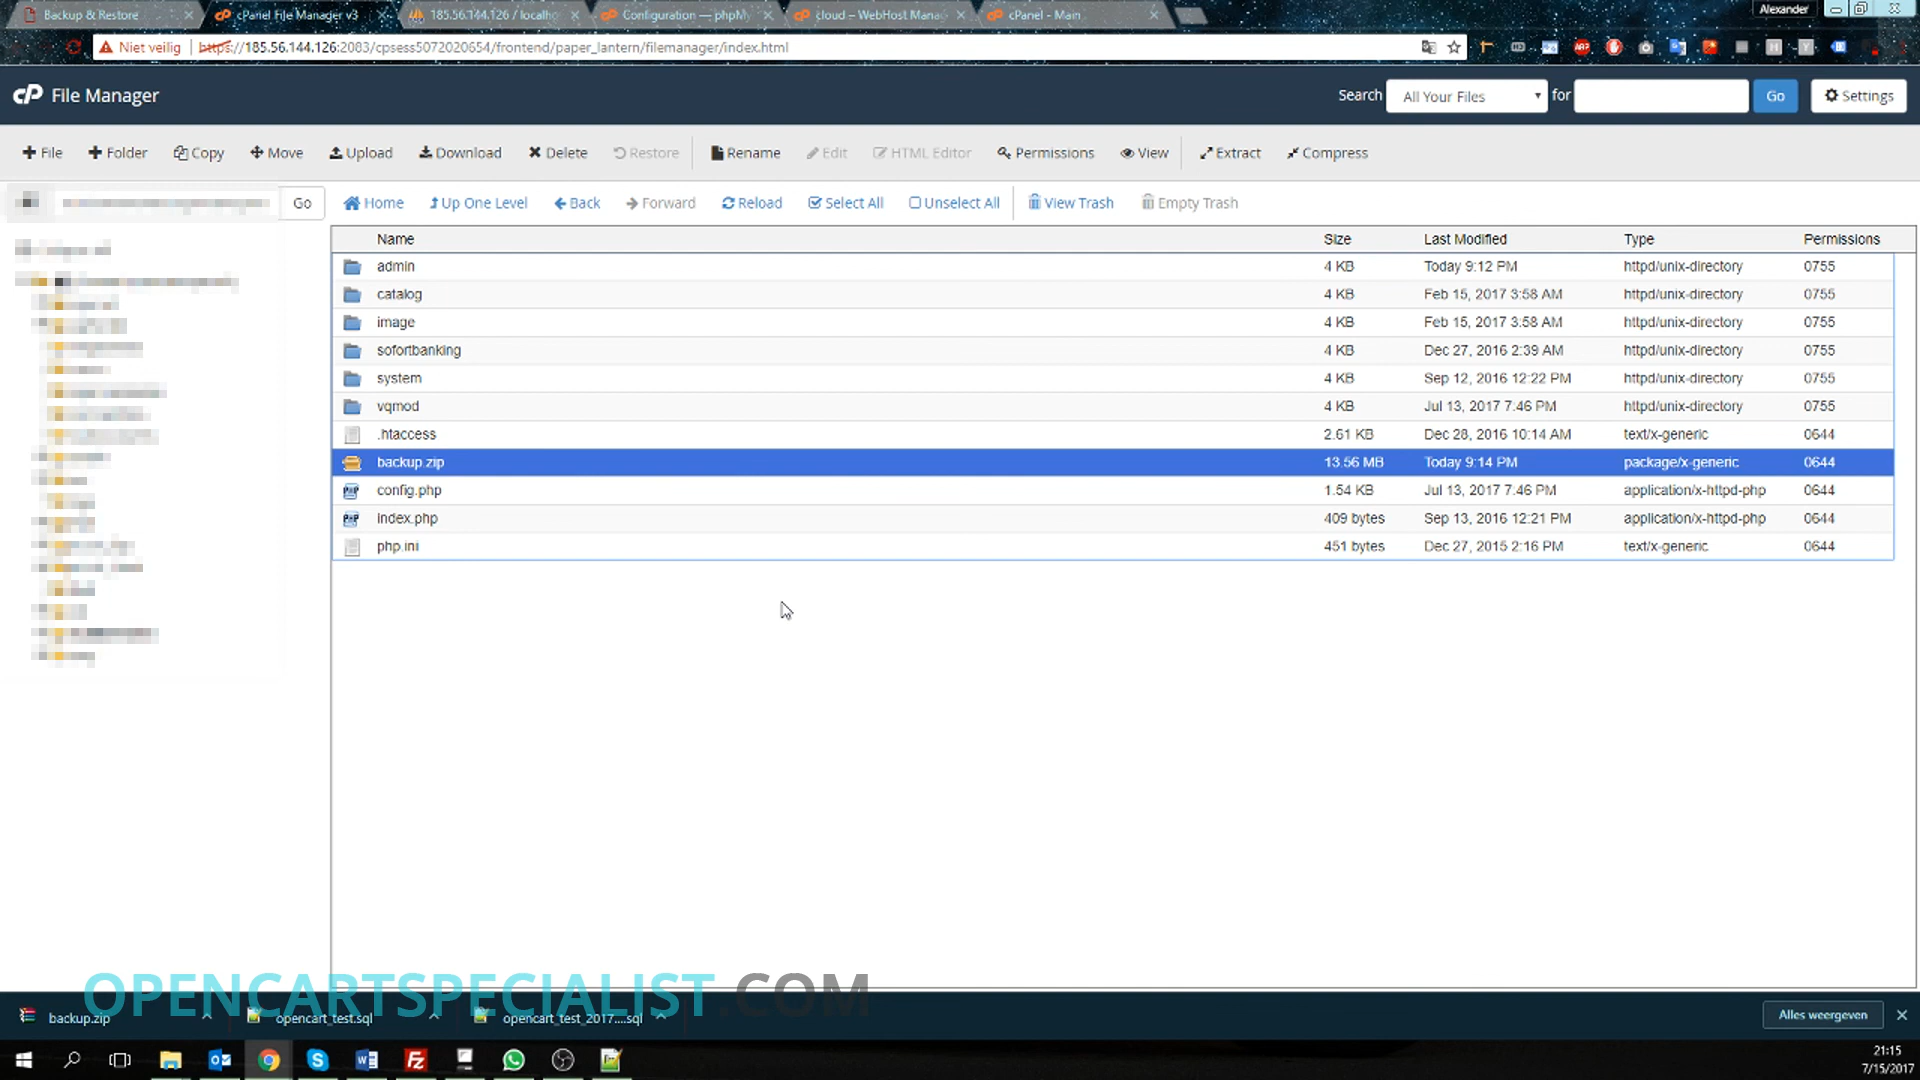 Backup & Restore
cPanel File Manager v3
185.56.144.126 / localho
Configuration — phpM
cloud – WebHost Mana
cPanel - Main
Alexander
Niet veilig
https://185.56.144.126:2083/cpsess5072020654/frontend/paper_lantern/filemanager/index.html
cP File Manager
Search All Your Files for Go Settings
File Folder Copy Move Upload Download Delete Restore Rename Edit HTML Editor Permissions View Extract Compress
Go Home Up One Level Back Forward Reload Select All Unselect All View Trash Empty Trash
Name Size Last Modified Type Permissions
admin 4 KB Today 9:12 PM httpd/unix-directory 0755
catalog 4 KB Feb 15, 2017 3:58 AM httpd/unix-directory 0755
image 4 KB Feb 15, 2017 3:58 AM httpd/unix-directory 0755
sofortbanking 4 KB Dec 27, 2016 2:39 AM httpd/unix-directory 0755
system 4 KB Sep 12, 2016 12:22 PM httpd/unix-directory 0755
vqmod 4 KB Jul 13, 2017 7:46 PM httpd/unix-directory 0755
.htaccess 2.61 KB Dec 28, 2016 10:14 AM text/x-generic 0644
backup.zip 13.56 MB Today 9:14 PM package/x-generic 0644
config.php 1.54 KB Jul 13, 2017 7:46 PM application/x-httpd-php 0644
index.php 409 bytes Sep 13, 2016 12:21 PM application/x-httpd-php 0644
php.ini 451 bytes Dec 27, 2015 2:16 PM text/x-generic 0644
OPENCARTSPECIALIST.COM
backup.zip opencart_test.sql opencart_test_2017....sql Alles weergeven
21:15
7/15/2017